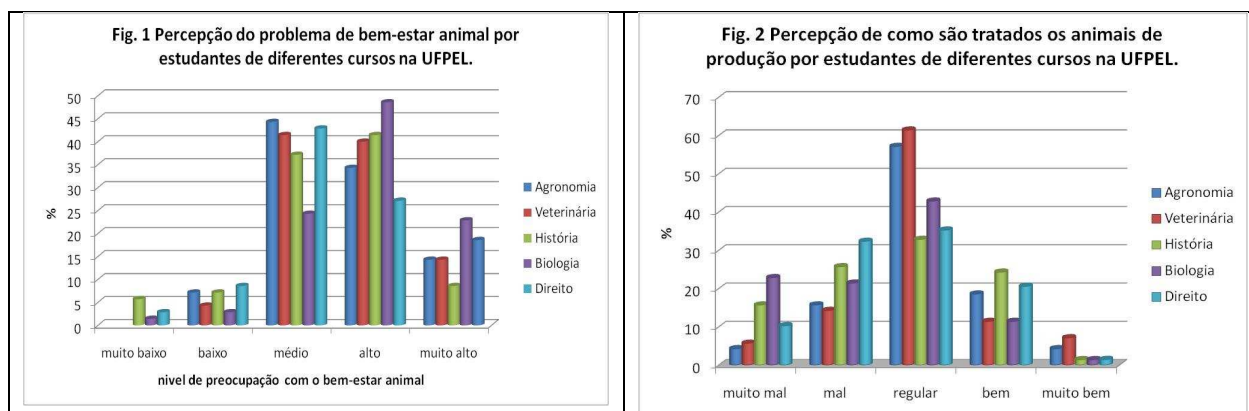 Fig. 1 Percepção do problema de bem-estar animal por
estudantes de diferentes cursos na UFPEL.
50
45
40
35
30
25
20
15
10
5
0
%
muito baixo
baixo
médio
alto
muito alto
nivel de preocupação com o bem-estar animal
Agronomia
Veterinária
História
Biologia
Direito
Fig. 2 Percepção de como são tratados os animais de
produção por estudantes de diferentes cursos na UFPEL.
70
60
50
40
30
20
10
0
%
muito mal
mal
regular
bem
muito bem
Agronomia
Veterinária
História
Biologia
Direito